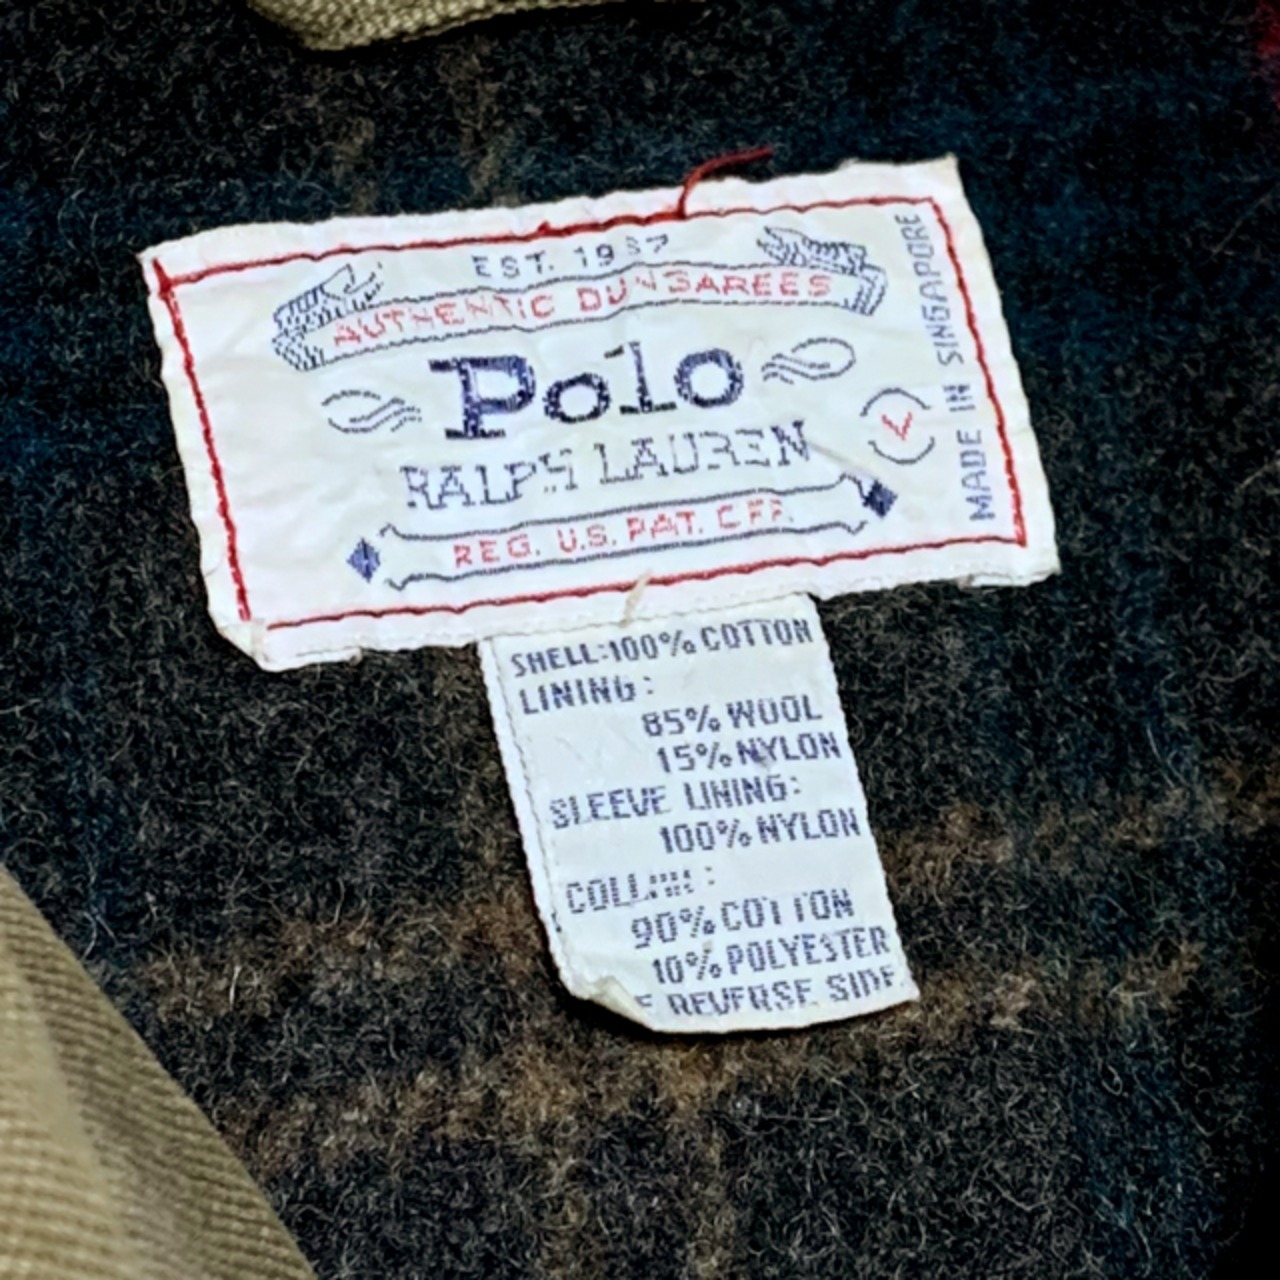 EST. 1967
AUTHENTIC DUNGAREES
Polo
RALPH LAUREN
REG. U.S. PAT. OFF.
L
MADE IN SINGAPORE
SHELL:100% COTTON
LINING:
85% WOOL
15% NYLON
SLEEVE LINING:
100% NYLON
COLLAR:
90% COTTON
10% POLYESTER
REVERSE SIDE